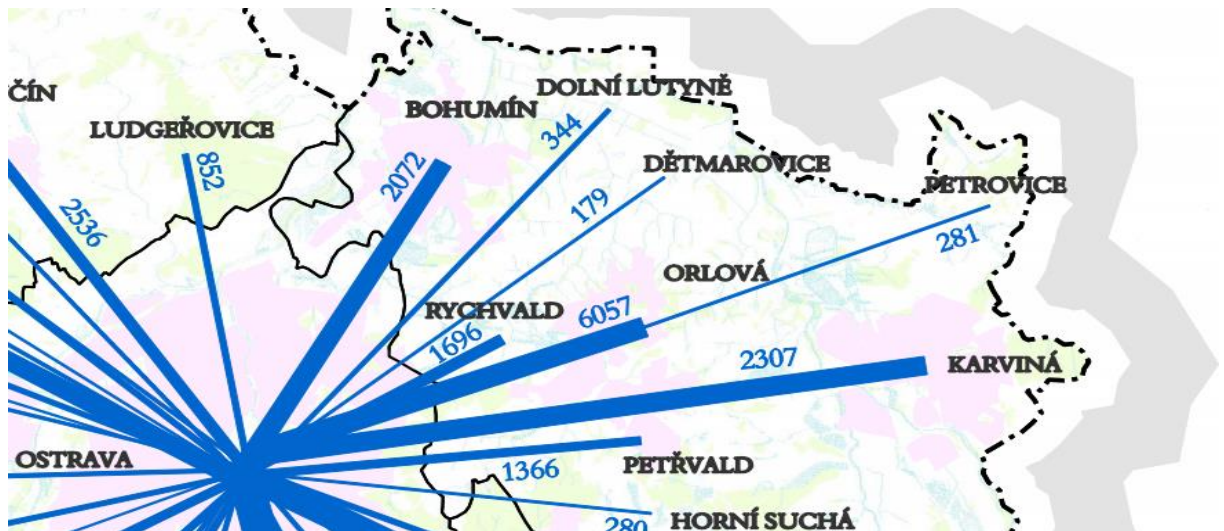 ČÍN
LUDGEŘOVICE
852
2536
BOHUMÍN
2072
DOLNÍ LUTYNĚ
344
DĚTMAROVICE
179
PETROVICE
281
ORLOVÁ
6057
RYCHVALD
1696
2307
KARVINÁ
OSTRAVA
1366
PETŘVALD
280
HORNÍ SUCHÁ